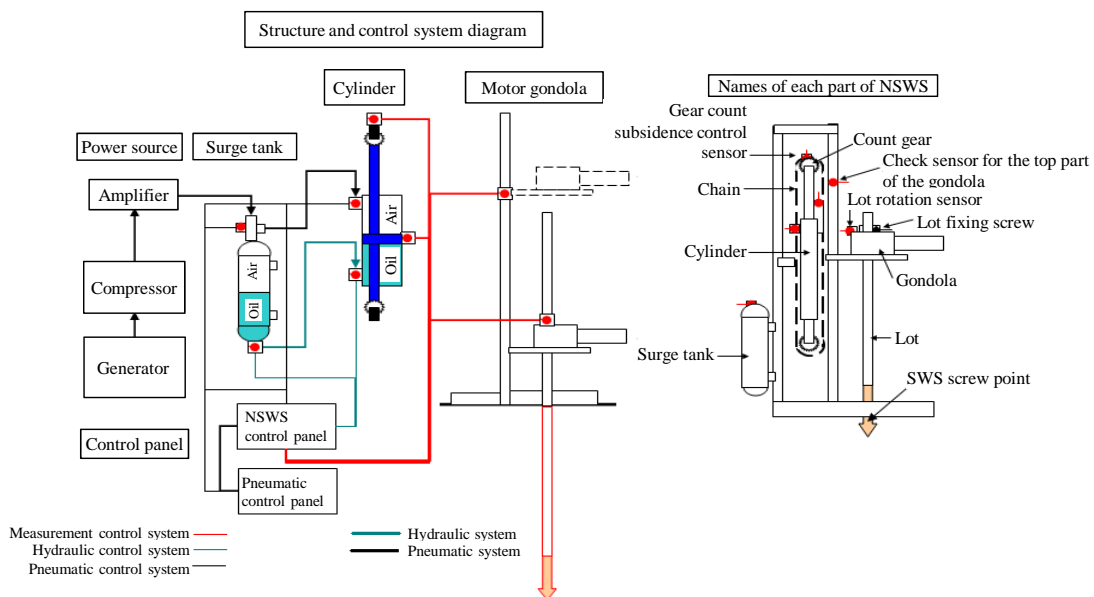 Structure and control system diagram
Power source
Surge tank
Cylinder
Motor gondola
Amplifier
Compressor
Generator
Air
Oil
Air
Oil
Control panel
NSWS
control panel
Pneumatic
control panel
Measurement control system
Hydraulic control system
Pneumatic control system
Hydraulic system
Pneumatic system
Names of each part of NSWS
Gear count
subsidence control
sensor
Count gear
Check sensor for the top part
of the gondola
Chain
Lot rotation sensor
Lot fixing screw
Cylinder
Gondola
Surge tank
Lot
SWS screw point